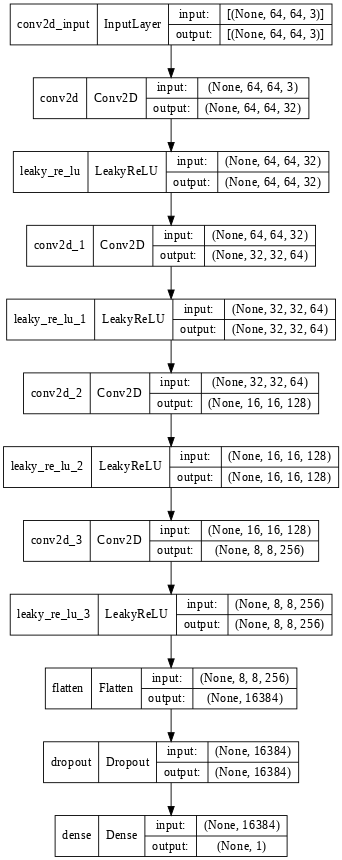 conv2d_input InputLayer input: [(None, 64, 64, 3)]
output: [(None, 64, 64, 3)]
conv2d Conv2D input: (None, 64, 64, 3)
output: (None, 64, 64, 32)
leaky_re_lu LeakyReLU input: (None, 64, 64, 32)
output: (None, 64, 64, 32)
conv2d_1 Conv2D input: (None, 64, 64, 32)
output: (None, 32, 32, 64)
leaky_re_lu_1 LeakyReLU input: (None, 32, 32, 64)
output: (None, 32, 32, 64)
conv2d_2 Conv2D input: (None, 32, 32, 64)
output: (None, 16, 16, 128)
leaky_re_lu_2 LeakyReLU input: (None, 16, 16, 128)
output: (None, 16, 16, 128)
conv2d_3 Conv2D input: (None, 16, 16, 128)
output: (None, 8, 8, 256)
leaky_re_lu_3 LeakyReLU input: (None, 8, 8, 256)
output: (None, 8, 8, 256)
flatten Flatten input: (None, 8, 8, 256)
output: (None, 16384)
dropout Dropout input: (None, 16384)
output: (None, 16384)
dense Dense input: (None, 16384)
output: (None, 1)